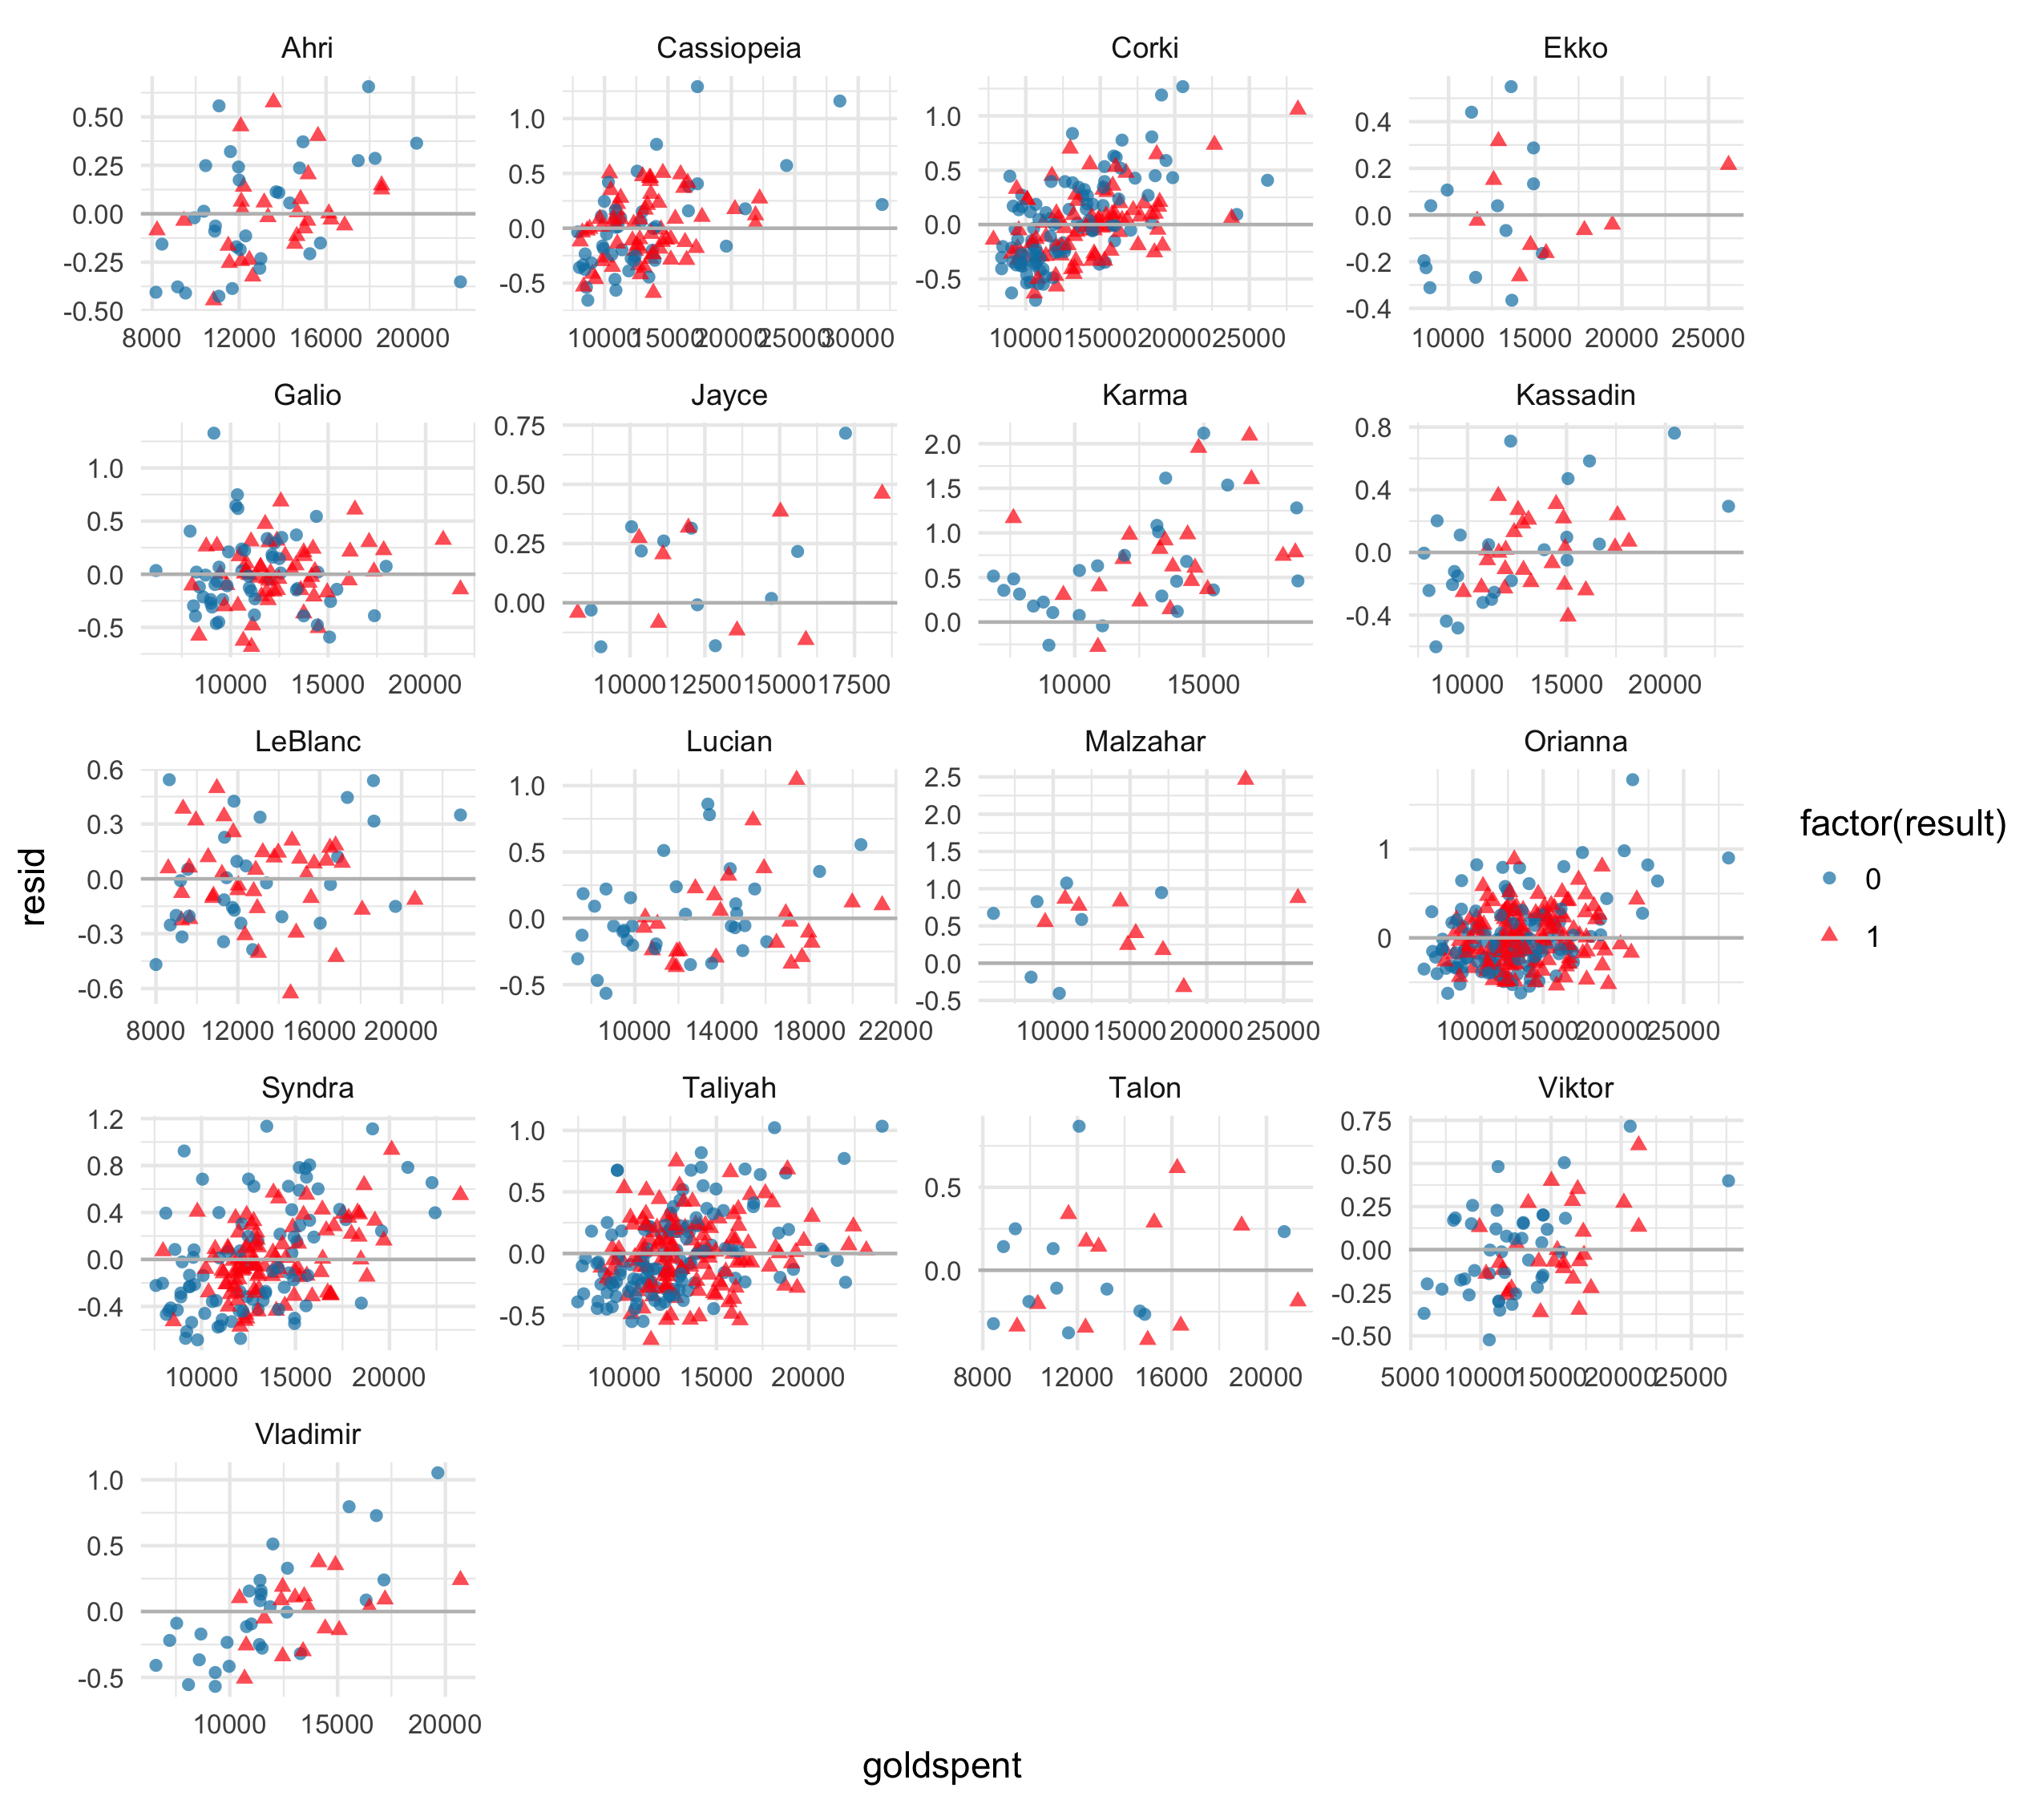 Ahri Cassiopeia Corki Ekko
0.50 1.0 1.0 0.4
0.25 0.5 0.5 0.2
0.00 0.0 0.0 0.0
-0.25 -0.5 -0.5 -0.2
-0.50 -0.4
8000 12000 16000 20000 10000 15000 20000 25000 30000 10000 15000 20000 25000 10000 15000 20000 25000
Galio Jayce Karma Kassadin
1.0 0.75 2.0 0.8
0.5 0.50 1.5 0.4
0.0 0.25 1.0 0.0
-0.5 0.00 0.5 -0.4
0.0
10000 15000 20000 10000 12500 15000 17500 10000 15000 10000 15000 20000
LeBlanc Lucian Malzahar Orianna
0.6 1.0 2.5 1
0.3 0.5 2.0 0
0.0 0.0 1.5
-0.3 -0.5 1.0
-0.6 0.5
0.0
-0.5
8000 12000 16000 20000 10000 14000 18000 22000 10000 15000 20000 25000 10000 15000 20000 25000
Syndra Taliyah Talon Viktor
1.2 1.0 0.5 0.75
0.8 0.5 0.0 0.50
0.4 0.0 0.25
0.0 -0.5 0.00
-0.4 -0.25
-0.50
10000 15000 20000 10000 15000 20000 8000 12000 16000 20000 5000 10000 15000 20000 25000
Vladimir
1.0
0.5
0.0
-0.5
10000 15000 20000
goldspent
resid
factor(result)
0
1